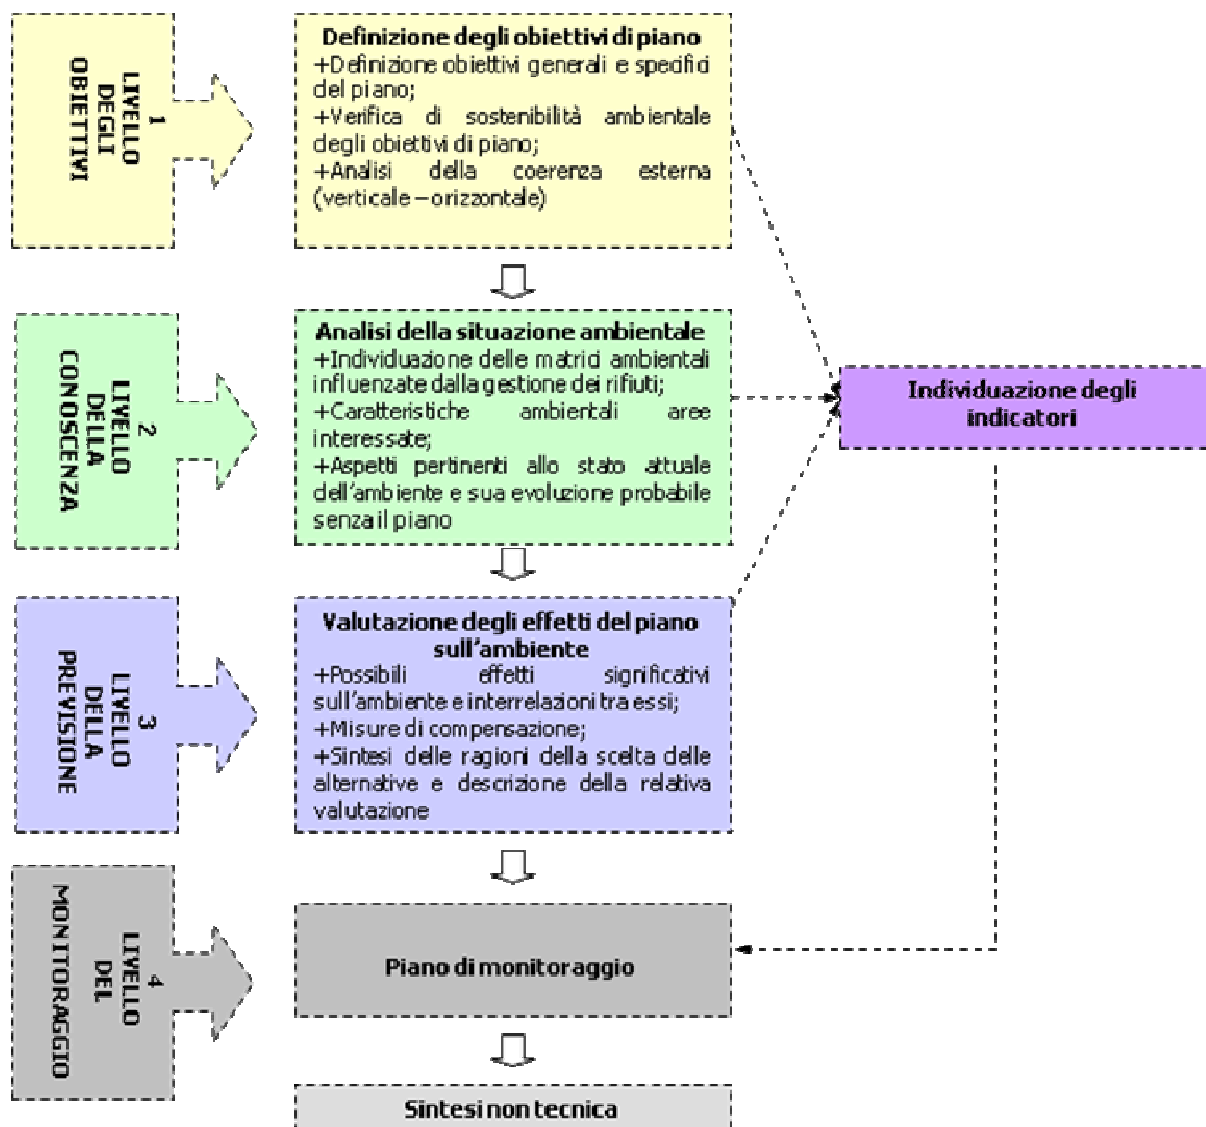 1
LIVELLO
DEGLI
OBIETTIVI
Definizione degli obiettivi di piano
+Definizione obiettivi generali e specifici
del piano;
+Verifica di sostenibilità ambientale
degli obiettivi di piano;
+Analisi della coerenza esterna
(verticale – orizzontale)
2
LIVELLO
DELLA
CONOSCENZA
Analisi della situazione ambientale
+Individuazione delle matrici ambientali
influenzate dalla gestione dei rifiuti;
+Caratteristiche ambientali aree
interessate;
+Aspetti pertinenti allo stato attuale
dell'ambiente e sua evoluzione probabile
senza il piano
Individuazione degli
indicatori
3
LIVELLO
DELLA
PREVISIONE
Valutazione degli effetti del piano
sull'ambiente
+Possibili effetti significativi
sull'ambiente e interrelazioni tra essi;
+Misure di compensazione;
+Sintesi delle ragioni della scelta delle
alternative e descrizione della relativa
valutazione
4
LIVELLO
DEL
MONITORAGGIO
Piano di monitoraggio
Sintesi non tecnica